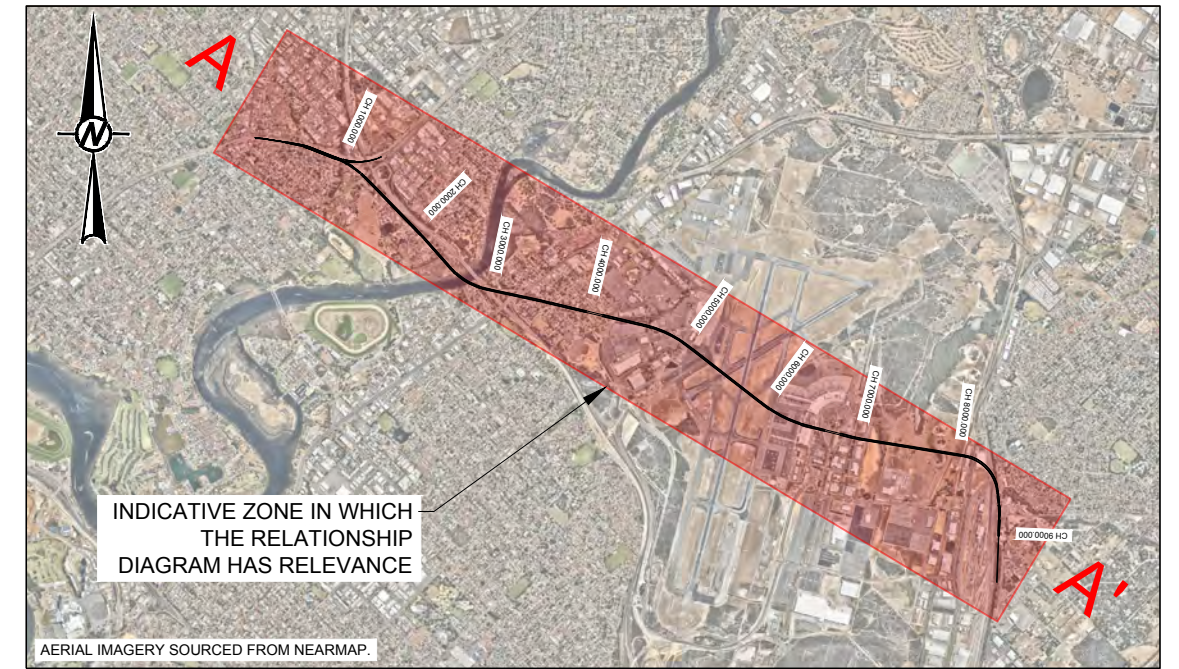 A
N
CH 1000.000
CH 2000.000
CH 3000.000
CH 4000.000
CH 5000.000
CH 6000.000
CH 7000.000
CH 8000.000
CH 9000.000
INDICATIVE ZONE IN WHICH
THE RELATIONSHIP
DIAGRAM HAS RELEVANCE
A'
AERIAL IMAGERY SOURCED FROM NEARMAP.